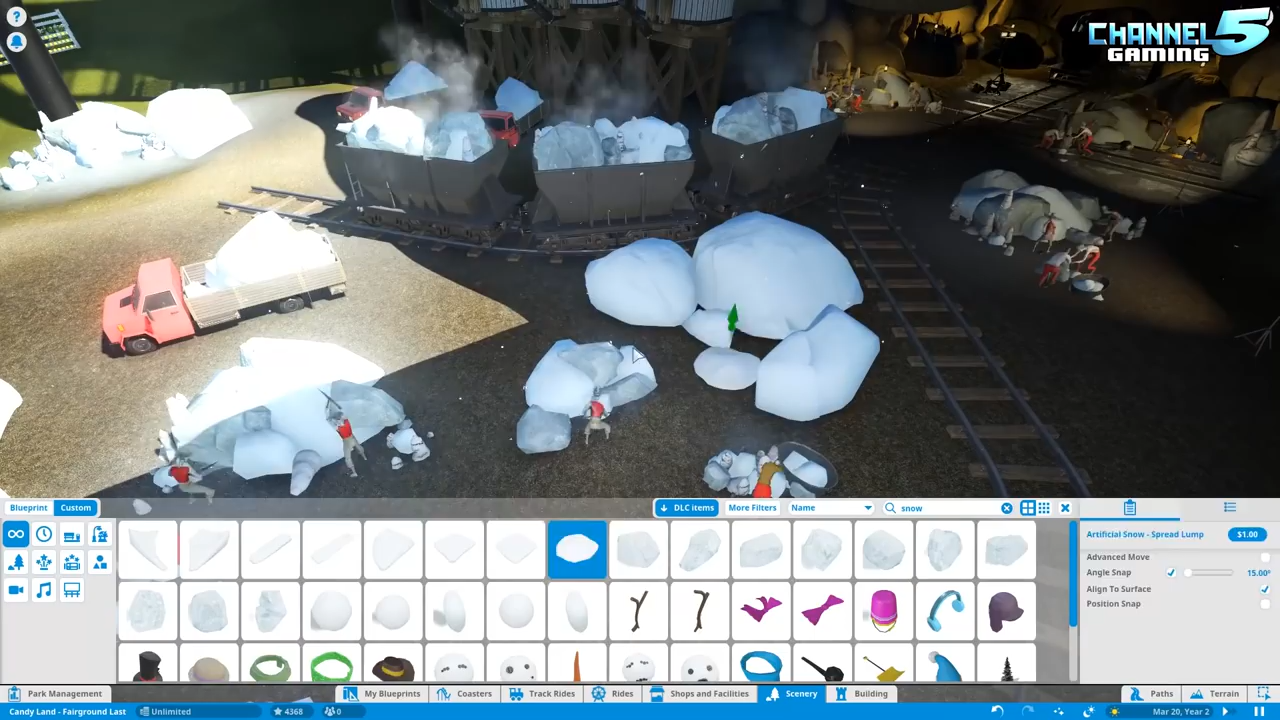 ?
CHANNEL 5
GAMING
Blueprint Custom DLC items More Filters Name snow
Artificial Snow - Spread Lump $1.00
Advanced Move
Angle Snap 15.00°
Align To Surface
Position Snap
Park Management My Blueprints Coasters Track Rides Rides Shops and Facilities Scenery Building Paths Terrain
Candy Land - Fairground Last Unlimited 4368 0 Mar 20, Year 2